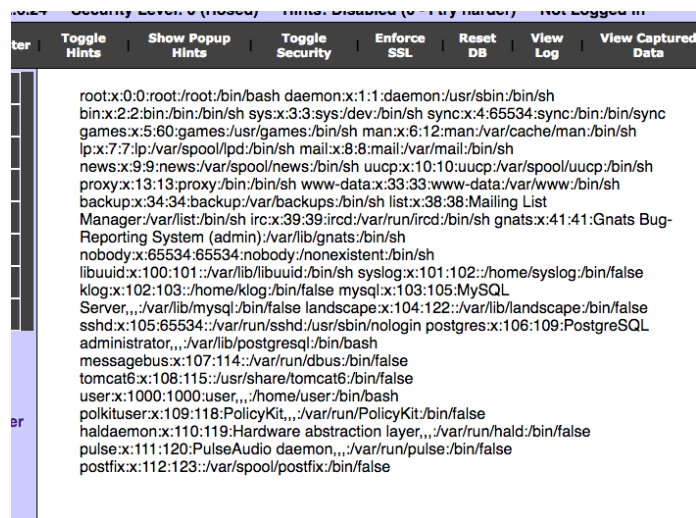 Security Level: 0 (Hosed) Hints: Disabled (0 - I try harder) Not Logged In
Toggle Hints Show Popup Hints Toggle Security Enforce SSL Reset DB View Log View Captured Data
root:x:0:0:root:/root:/bin/bash daemon:x:1:1:daemon:/usr/sbin:/bin/sh
bin:x:2:2:bin:/bin:/bin/sh sys:x:3:3:sys:/dev:/bin/sh sync:x:4:65534:sync:/bin:/bin/sync
games:x:5:60:games:/usr/games:/bin/sh man:x:6:12:man:/var/cache/man:/bin/sh
lp:x:7:7:lp:/var/spool/lpd:/bin/sh mail:x:8:8:mail:/var/mail:/bin/sh
news:x:9:9:news:/var/spool/news:/bin/sh uucp:x:10:10:uucp:/var/spool/uucp:/bin/sh
proxy:x:13:13:proxy:/bin:/bin/sh www-data:x:33:33:www-data:/var/www:/bin/sh
backup:x:34:34:backup:/var/backups:/bin/sh list:x:38:38:Mailing List
Manager:/var/list:/bin/sh irc:x:39:39:ircd:/var/run/ircd:/bin/sh gnats:x:41:41:Gnats Bug-
Reporting System (admin):/var/lib/gnats:/bin/sh
nobody:x:65534:65534:nobody:/nonexistent:/bin/sh
libuuid:x:100:101::/var/lib/libuuid:/bin/sh syslog:x:101:102::/home/syslog:/bin/false
klog:x:102:103::/home/klog:/bin/false mysql:x:103:105:MySQL
Server,,,:/var/lib/mysql:/bin/false landscape:x:104:122::/var/lib/landscape:/bin/false
sshd:x:105:65534::/var/run/sshd:/usr/sbin/nologin postgres:x:106:109:PostgreSQL
administrator,,,:/var/lib/postgresql:/bin/bash
messagebus:x:107:114::/var/run/dbus:/bin/false
tomcat6:x:108:115::/usr/share/tomcat6:/bin/false
user:x:1000:1000:user,,,:/home/user:/bin/bash
polkituser:x:109:118:PolicyKit,,,:/var/run/PolicyKit:/bin/false
haldaemon:x:110:119:Hardware abstraction layer,,,:/var/run/hald:/bin/false
pulse:x:111:120:PulseAudio daemon,,,:/var/run/pulse:/bin/false
postfix:x:112:123::/var/spool/postfix:/bin/false